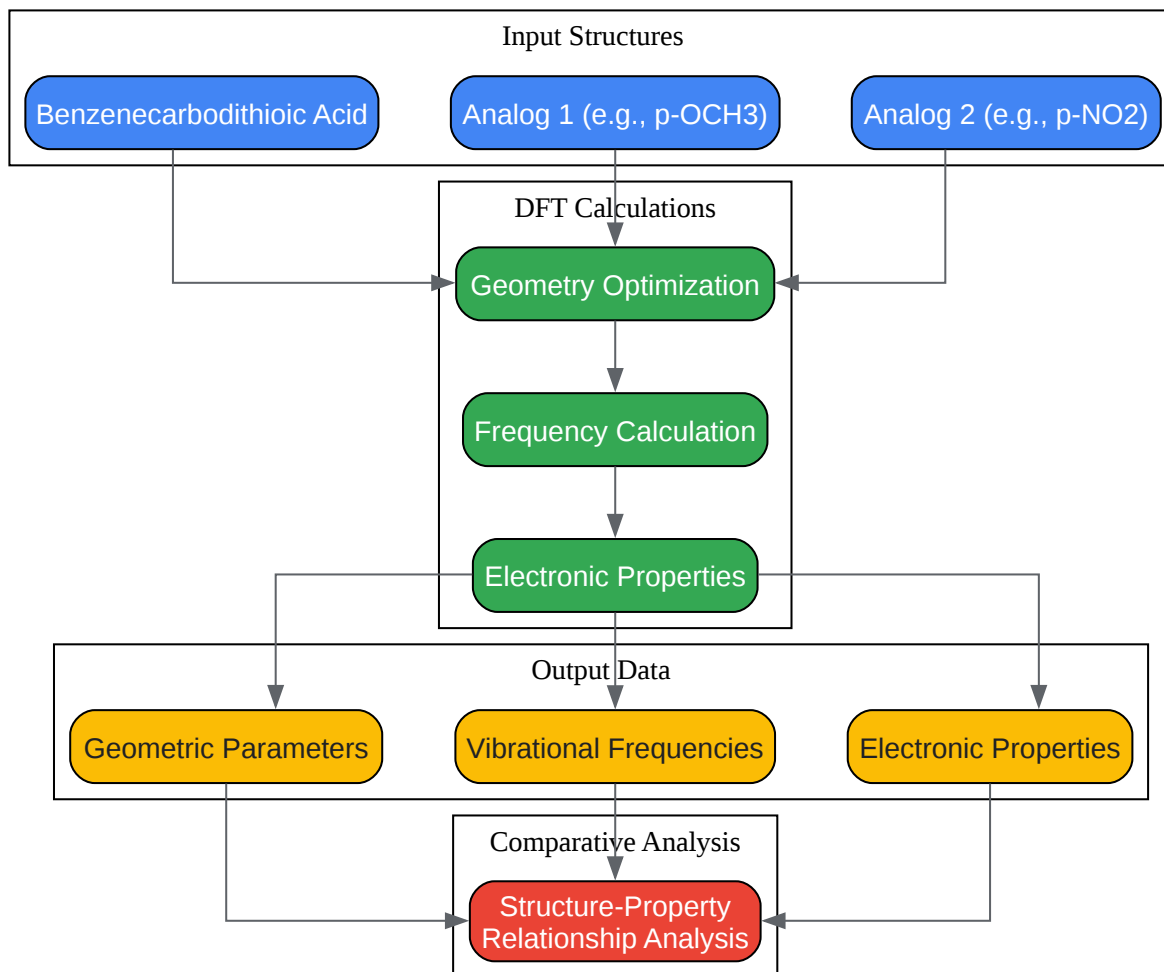 Input Structures
Benzenecarbodithioic Acid
Analog 1 (e.g., p-OCH3)
Analog 2 (e.g., p-NO2)
DFT Calculations
Geometry Optimization
Frequency Calculation
Electronic Properties
Output Data
Geometric Parameters
Vibrational Frequencies
Electronic Properties
Comparative Analysis
Structure-Property
Relationship Analysis